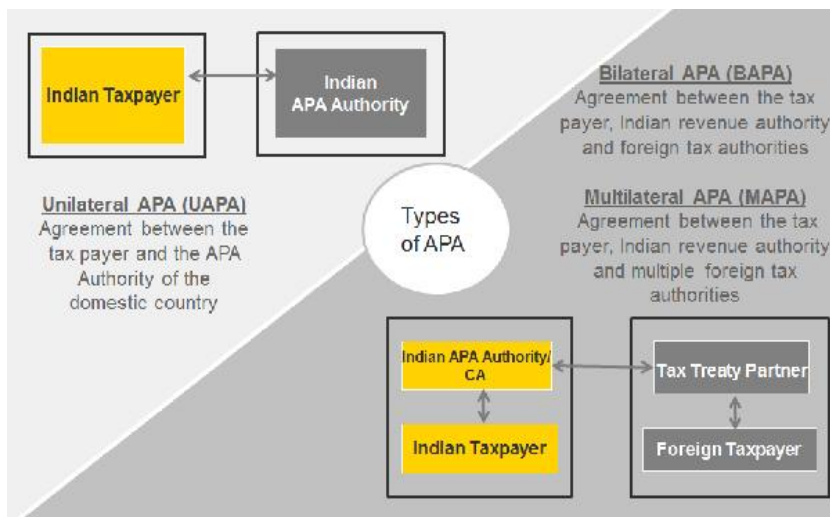 Indian Taxpayer
Indian
APA Authority
Unilateral APA (UAPA)
Agreement between the
tax payer and the APA
Authority of the
domestic country
Types
of APA
Bilateral APA (BAPA)
Agreement between the tax
payer, Indian revenue authority
and foreign tax authorities
Multilateral APA (MAPA)
Agreement between the tax
payer, Indian revenue authority
and multiple foreign tax
authorities
Indian APA Authority/
CA
Indian Taxpayer
Tax Treaty Partner
Foreign Taxpayer